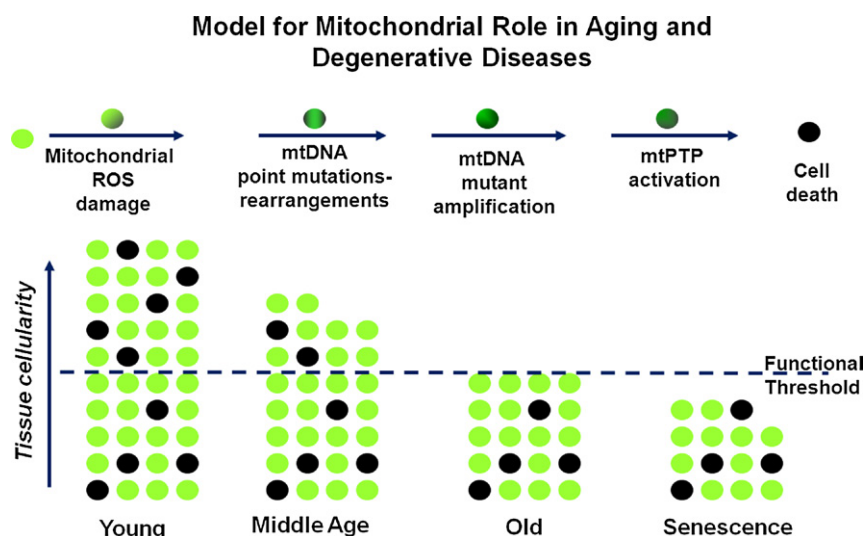 Model for Mitochondrial Role in Aging and
Degenerative Diseases
Mitochondrial
ROS
damage
mtDNA
point mutations-
rearrangements
mtDNA
mutant
amplification
mtPTP
activation
Cell
death
Tissue cellularity
Functional
Threshold
Young
Middle Age
Old
Senescence